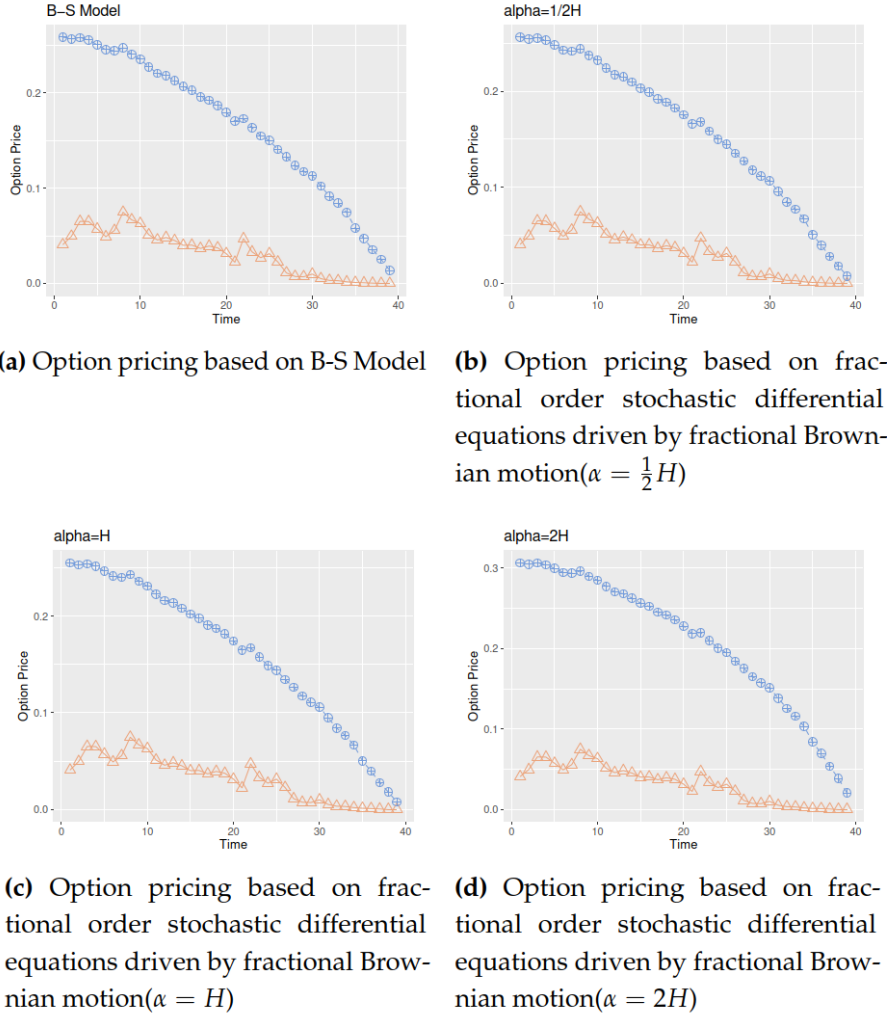 B−S Model
Option Price
0.2
0.1
0.0
0
10
20
30
40
Time
(a) Option pricing based on B-S Model
alpha=1/2H
Option Price
0.2
0.1
0.0
0
10
20
30
40
Time
(b) Option pricing based on frac-
tional order stochastic differential
equations driven by fractional Brown-
ian motion(α = 1/2 H)
alpha=H
Option Price
0.2
0.1
0.0
0
10
20
30
40
Time
(c) Option pricing based on frac-
tional order stochastic differential
equations driven by fractional Brow-
nian motion(α = H)
alpha=2H
Option Price
0.3
0.2
0.1
0.0
0
10
20
30
40
Time
(d) Option pricing based on frac-
tional order stochastic differential
equations driven by fractional Brow-
nian motion(α = 2H)